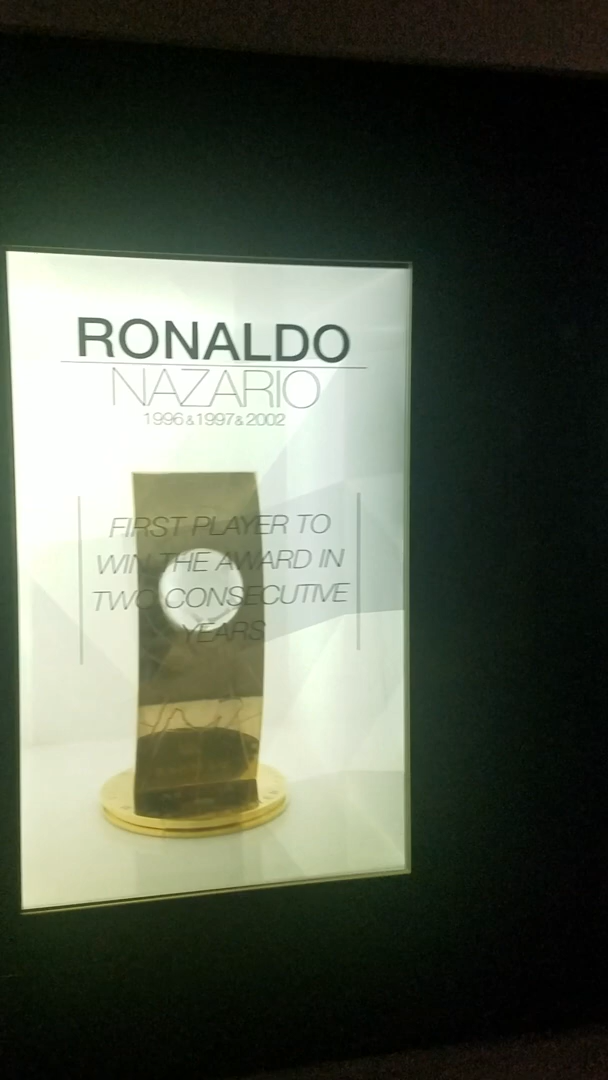 RONALDO
NAZARIO
1996 & 1997 & 2002
FIRST PLAYER TO
WIN THE AWARD IN
TWO CONSECUTIVE
YEARS